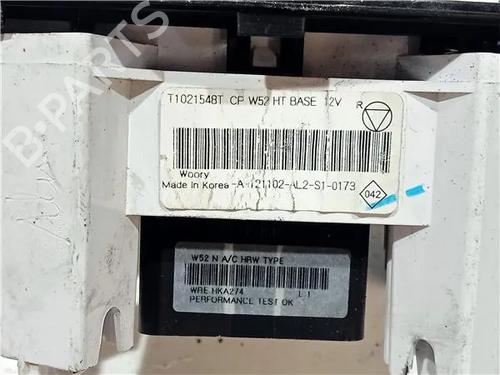 T1021548T CP W52 HT BASE 12V R
Woory
Made In Korea -A-121102-AL2-S1-0173
042
W52 N A/C HRW TYPE
WRE HKA274 L1
PERFORMANCE TEST OK
B-PARTS